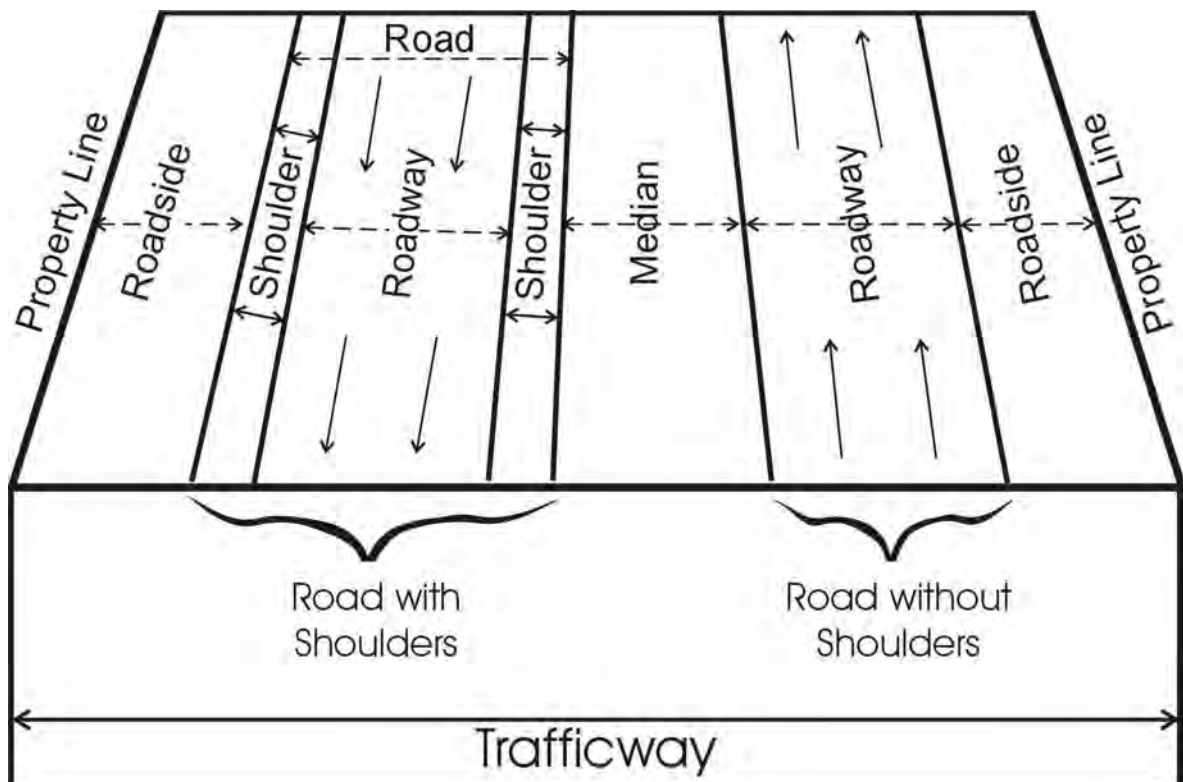 Road
Property Line
Roadside
Shoulder
Roadway
Shoulder
Median
Roadway
Roadside
Property Line
Road with
Shoulders
Road without
Shoulders
Trafficway